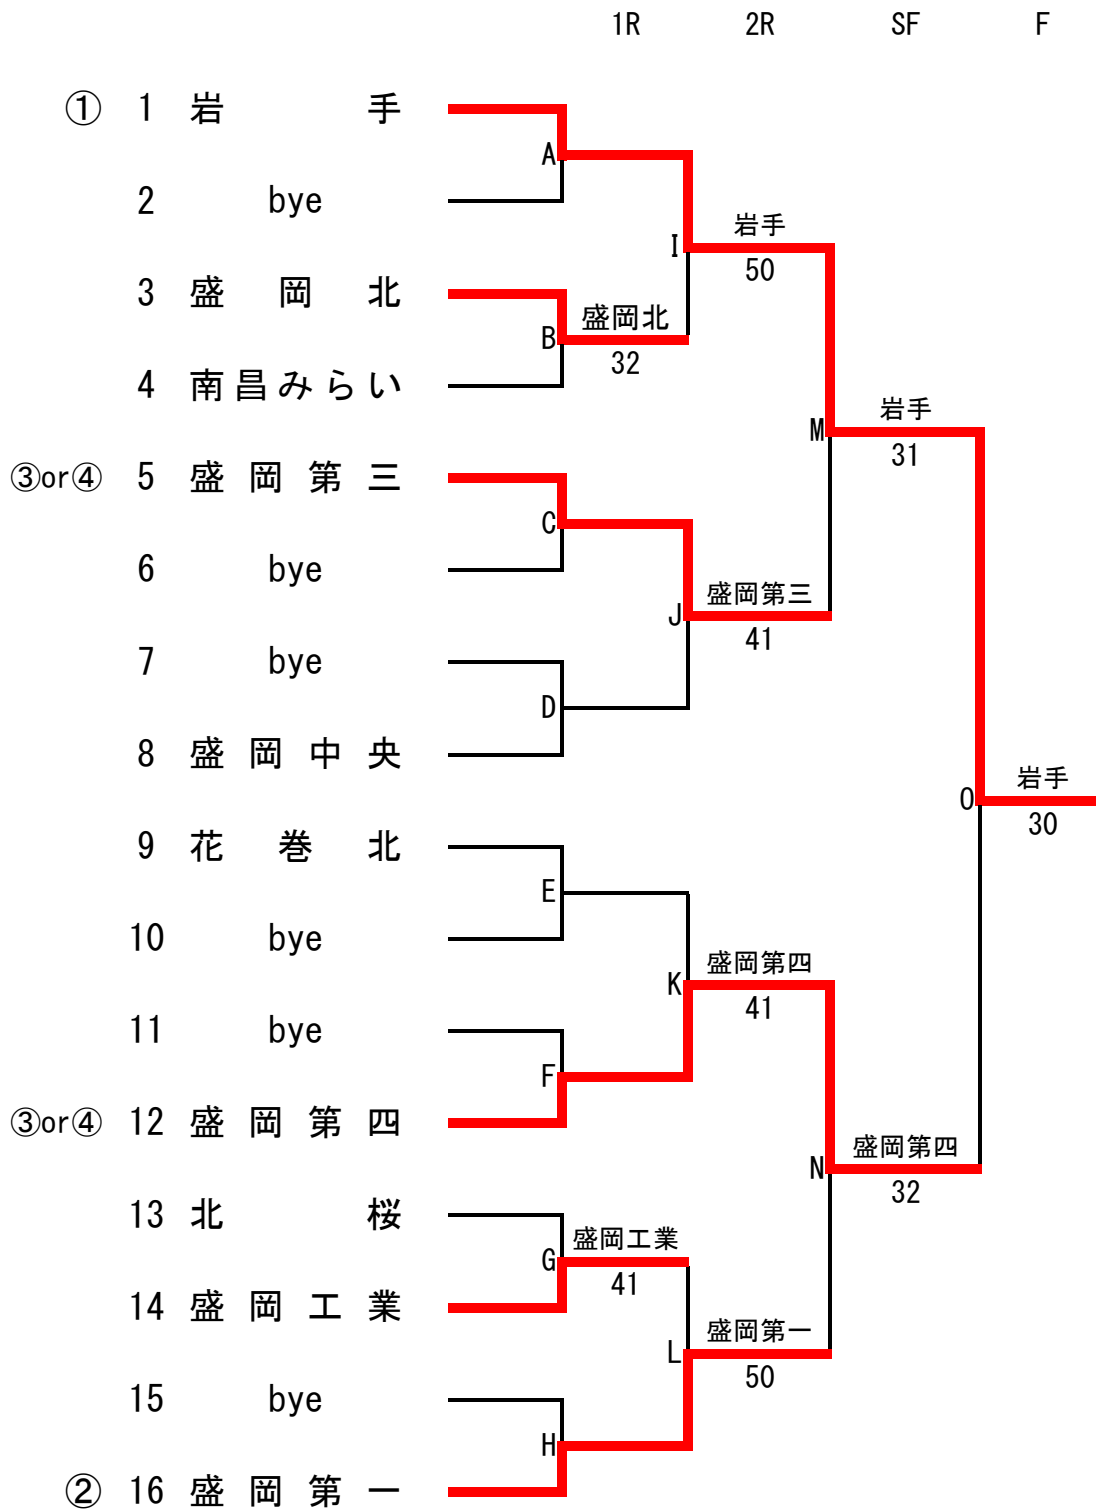 1R 2R SF F
① 1 岩手
A
2 bye
岩手
I
50
3 盛岡北
盛岡北
B
32
4 南昌みらい
岩手
M
31
③or④ 5 盛岡第三
C
6 bye
盛岡第三
J
41
7 bye
D
8 盛岡中央
岩手
O
30
9 花巻北
E
10 bye
盛岡第四
K
41
11 bye
F
③or④ 12 盛岡第四
盛岡第四
N
32
13 北桜
盛岡工業
G
41
14 盛岡工業
盛岡第一
L
50
15 bye
H
② 16 盛岡第一